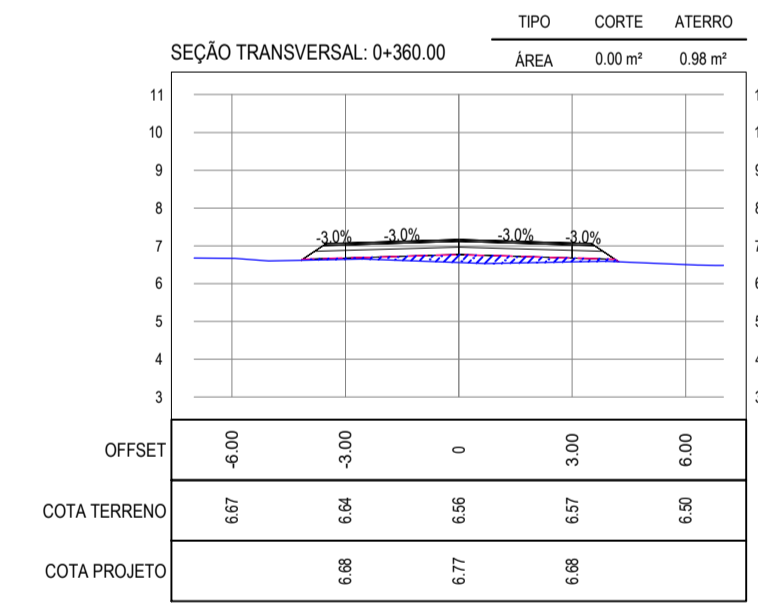 TIPO CORTE ATERRO
SEÇÃO TRANSVERSAL: 0+360.00
ÁREA 0.00 m² 0.98 m²
11
10
9
8
7
6
5
4
3
-3.0% -3.0% -3.0% -3.0%
OFFSET -6.00 -3.00 0 3.00 6.00
COTA TERRENO 6.67 6.64 6.56 6.57 6.50
COTA PROJETO 6.68 6.77 6.68